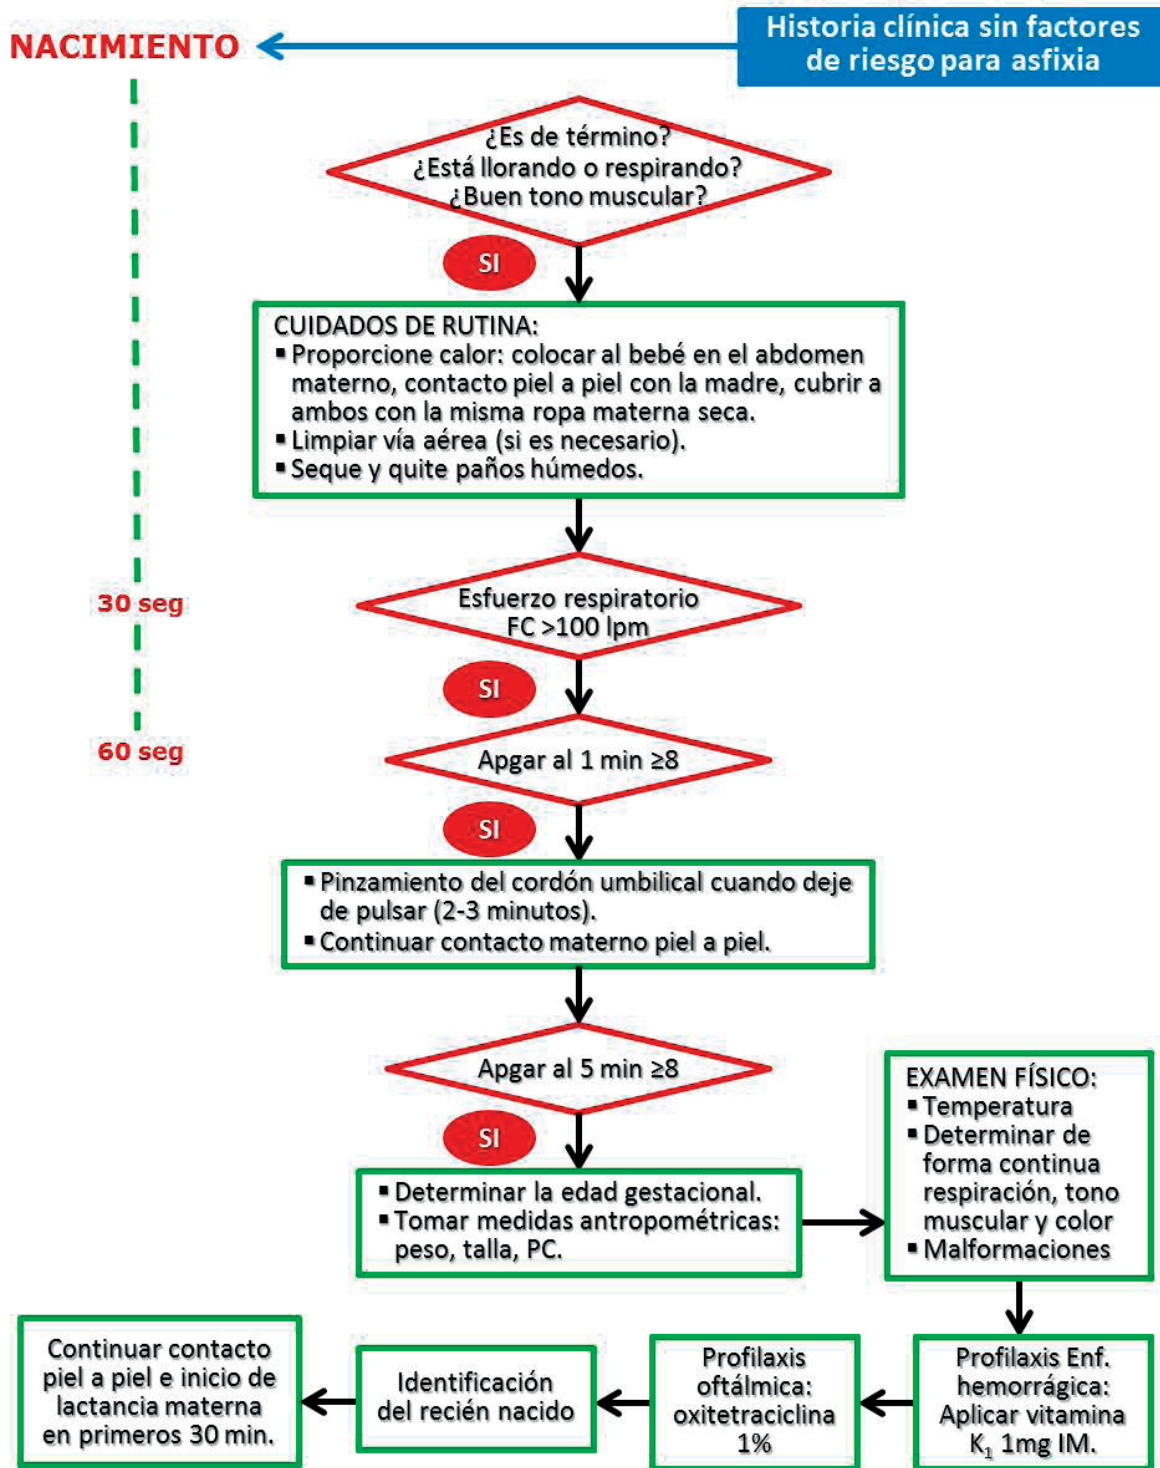 NACIMIENTO
Historia clínica sin factores
de riesgo para asfixia
¿Es de término?
¿Está llorando o respirando?
¿Buen tono muscular?
SI
CUIDADOS DE RUTINA:
▪ Proporcione calor: colocar al bebé en el abdomen
materno, contacto piel a piel con la madre, cubrir a
ambos con la misma ropa materna seca.
▪ Limpiar vía aérea (si es necesario).
▪ Seque y quite paños húmedos.
30 seg
Esfuerzo respiratorio
FC >100 lpm
SI
60 seg
Apgar al 1 min ≥8
SI
▪ Pinzamiento del cordón umbilical cuando deje
de pulsar (2-3 minutos).
▪ Continuar contacto materno piel a piel.
Apgar al 5 min ≥8
SI
▪ Determinar la edad gestacional.
▪ Tomar medidas antropométricas:
peso, talla, PC.
EXAMEN FÍSICO:
▪ Temperatura
▪ Determinar de
forma continua
respiración, tono
muscular y color
▪ Malformaciones
Profilaxis Enf.
hemorrágica:
Aplicar vitamina
K₁ 1mg IM.
Profilaxis
oftálmica:
oxitetraciclina
1%
Identificación
del recién nacido
Continuar contacto
piel a piel e inicio de
lactancia materna
en primeros 30 min.